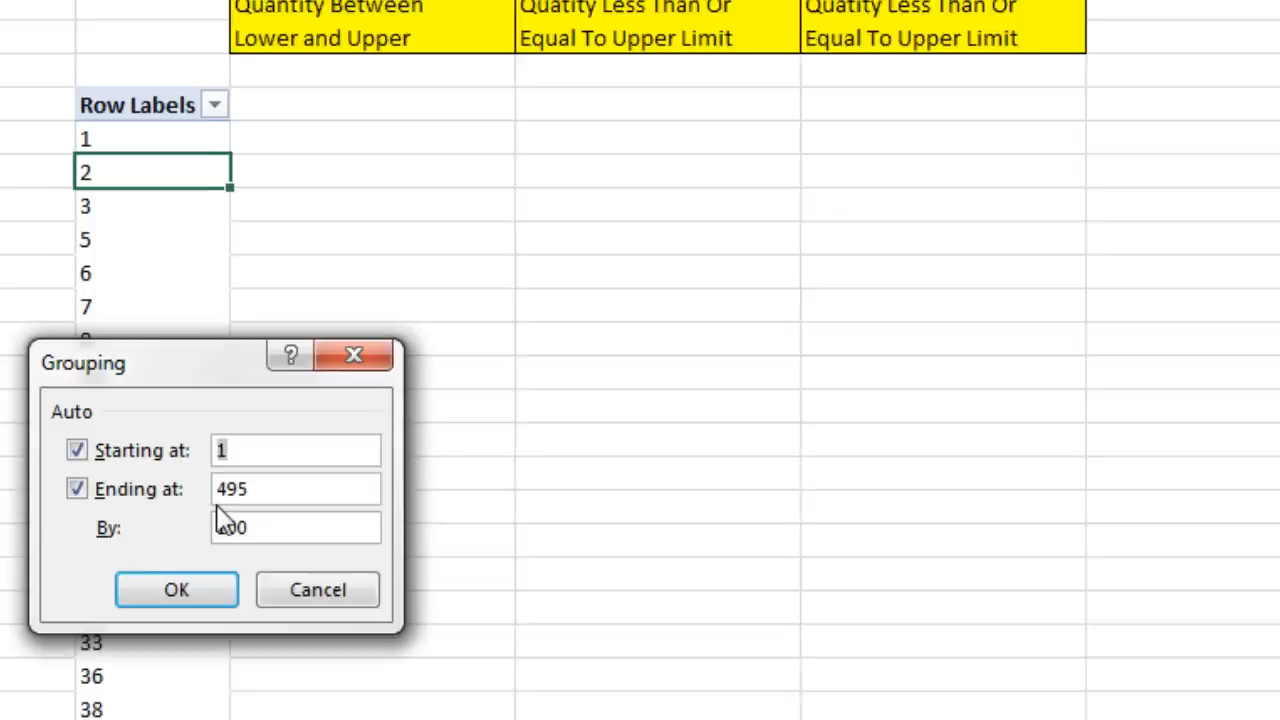 Quantity Between
Lower and Upper
Quatity Less Than Or
Equal To Upper Limit
Quatity Less Than Or
Equal To Upper Limit
Row Labels
1
2
3
5
6
7
Grouping
?
Auto
Starting at: 1
Ending at: 495
By:
OK
Cancel
33
36
38